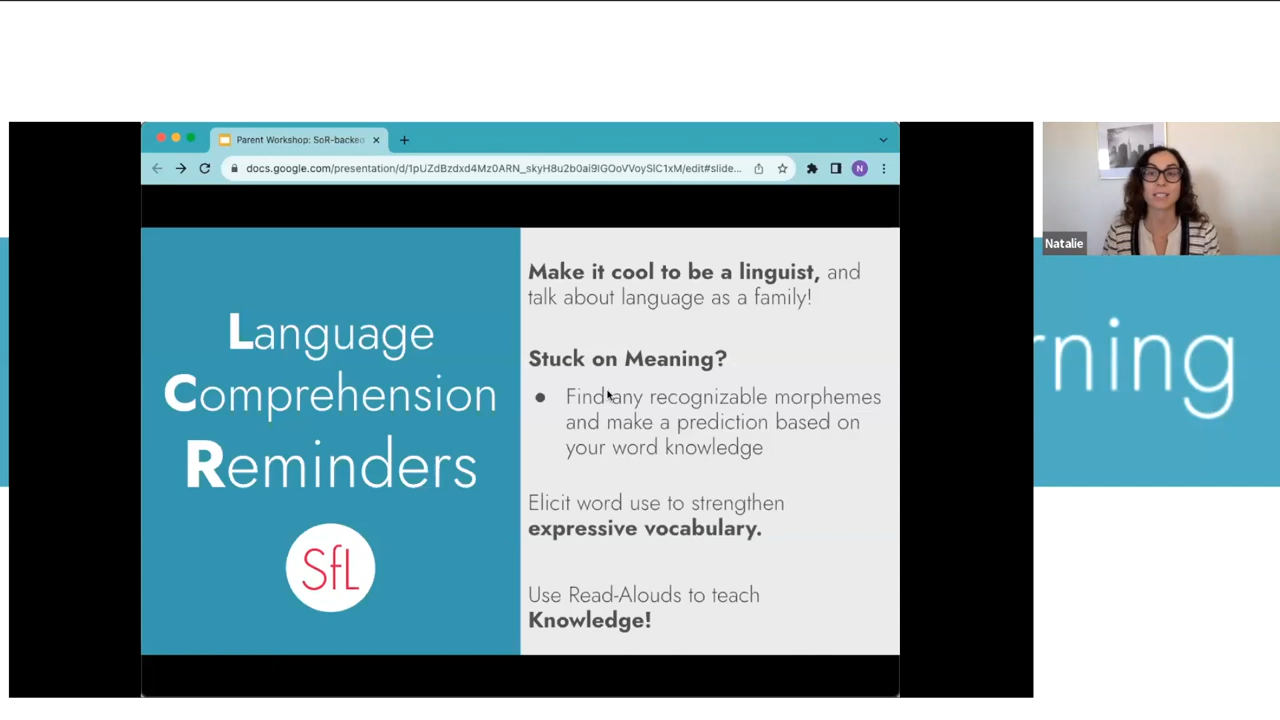 Parent Workshop: SoR-backed
docs.google.com/presentation/d/1pUZdBzdxd4Mz0ARN_skyH8u2b0ai9IGOoVVoySlC1xM/edit#slide...
N
Language
Comprehension
Reminders
SfL
Make it cool to be a linguist, and
talk about language as a family!
Stuck on Meaning?
● Find any recognizable morphemes
and make a prediction based on
your word knowledge
Elicit word use to strengthen
expressive vocabulary.
Use Read-Alouds to teach
Knowledge!
Natalie
rning